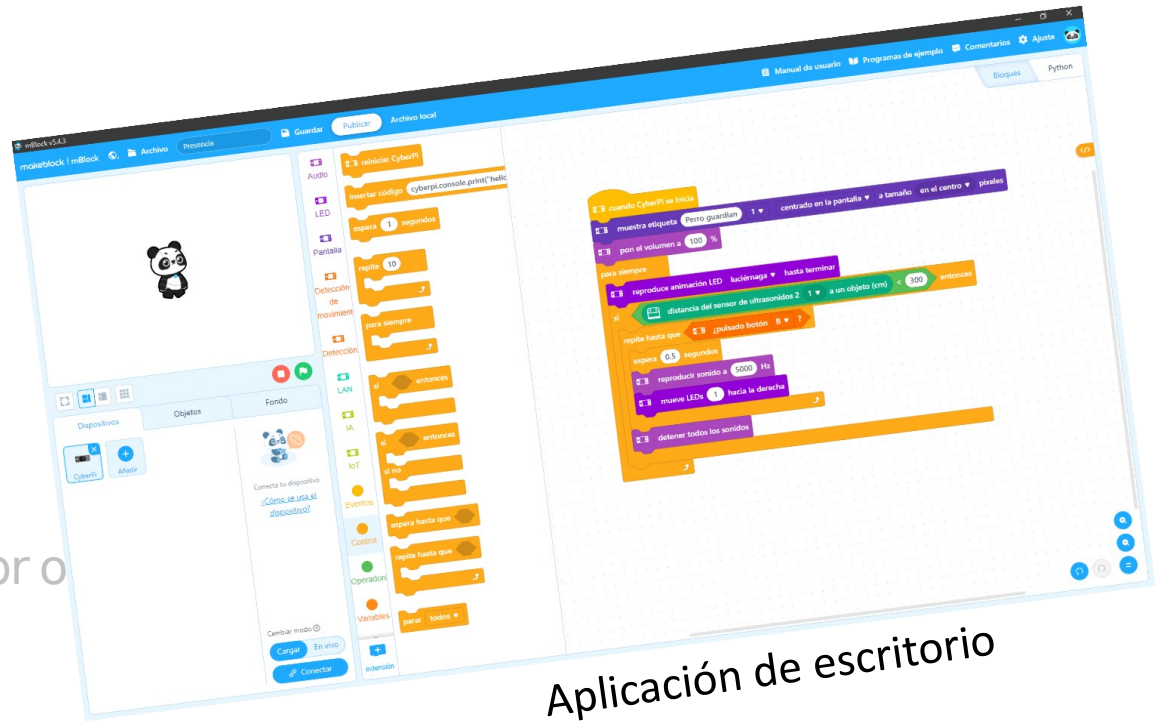 mBlock v5.4.3
makeblock | mBlock
Archivo
Presencia
Guardar
Publicar
Archivo local
Manual de usuario
Programas de ejemplo
Comentarios
Ajuste
Bloques
Python
Audio
LED
Pantalla
Detección
de
movimient
Detección
LAN
IA
IoT
Eventos
Control
Operadore
Variables
extensión
reiniciar CyberPi
insertar código cyberpi.console.print("hello
espera 1 segundos
repite 10
para siempre
si entonces
si entonces
si no
espera hasta que
repite hasta que
parar todos
cuando CyberPi se inicia
muestra etiqueta Perro guardian 1 centrado en la pantalla a tamaño en el centro píxeles
pon el volumen a 100 %
para siempre
reproduce animación LED luciérnaga hasta terminar
si distancia del sensor de ultrasonidos 2 1 a un objeto (cm) < 300 entonces
repite hasta que ¿pulsado botón B ?
espera 0.5 segundos
reproducir sonido a 5000 Hz
mueve LEDs 1 hacia la derecha
detener todos los sonidos
Dispositivos
Objetos
Fondo
CyberPi
Añadir
Conecta tu dispositivo
¿Cómo se usa el
dispositivo?
Cambiar modo
Cargar
En vivo
Conectar
or o
Aplicación de escritorio